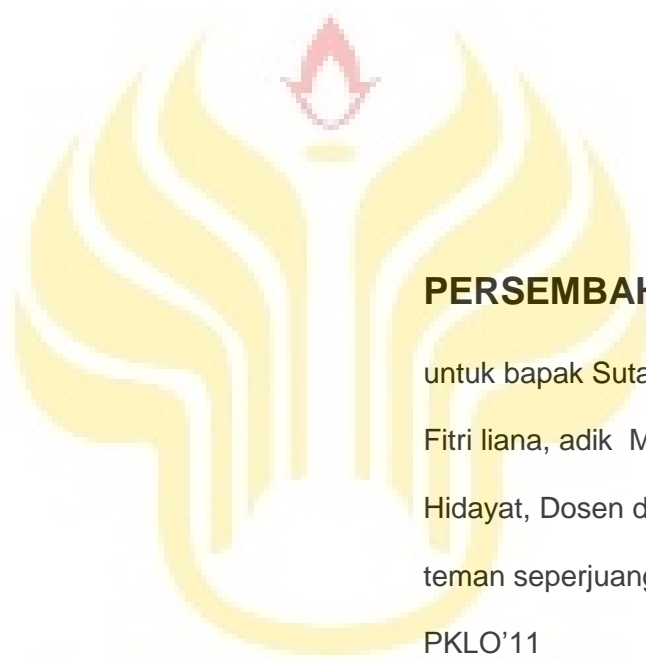 PERSEMBAH
untuk bapak Suta
Fitri liana, adik M
Hidayat, Dosen d
teman seperjuang
PKLO'11